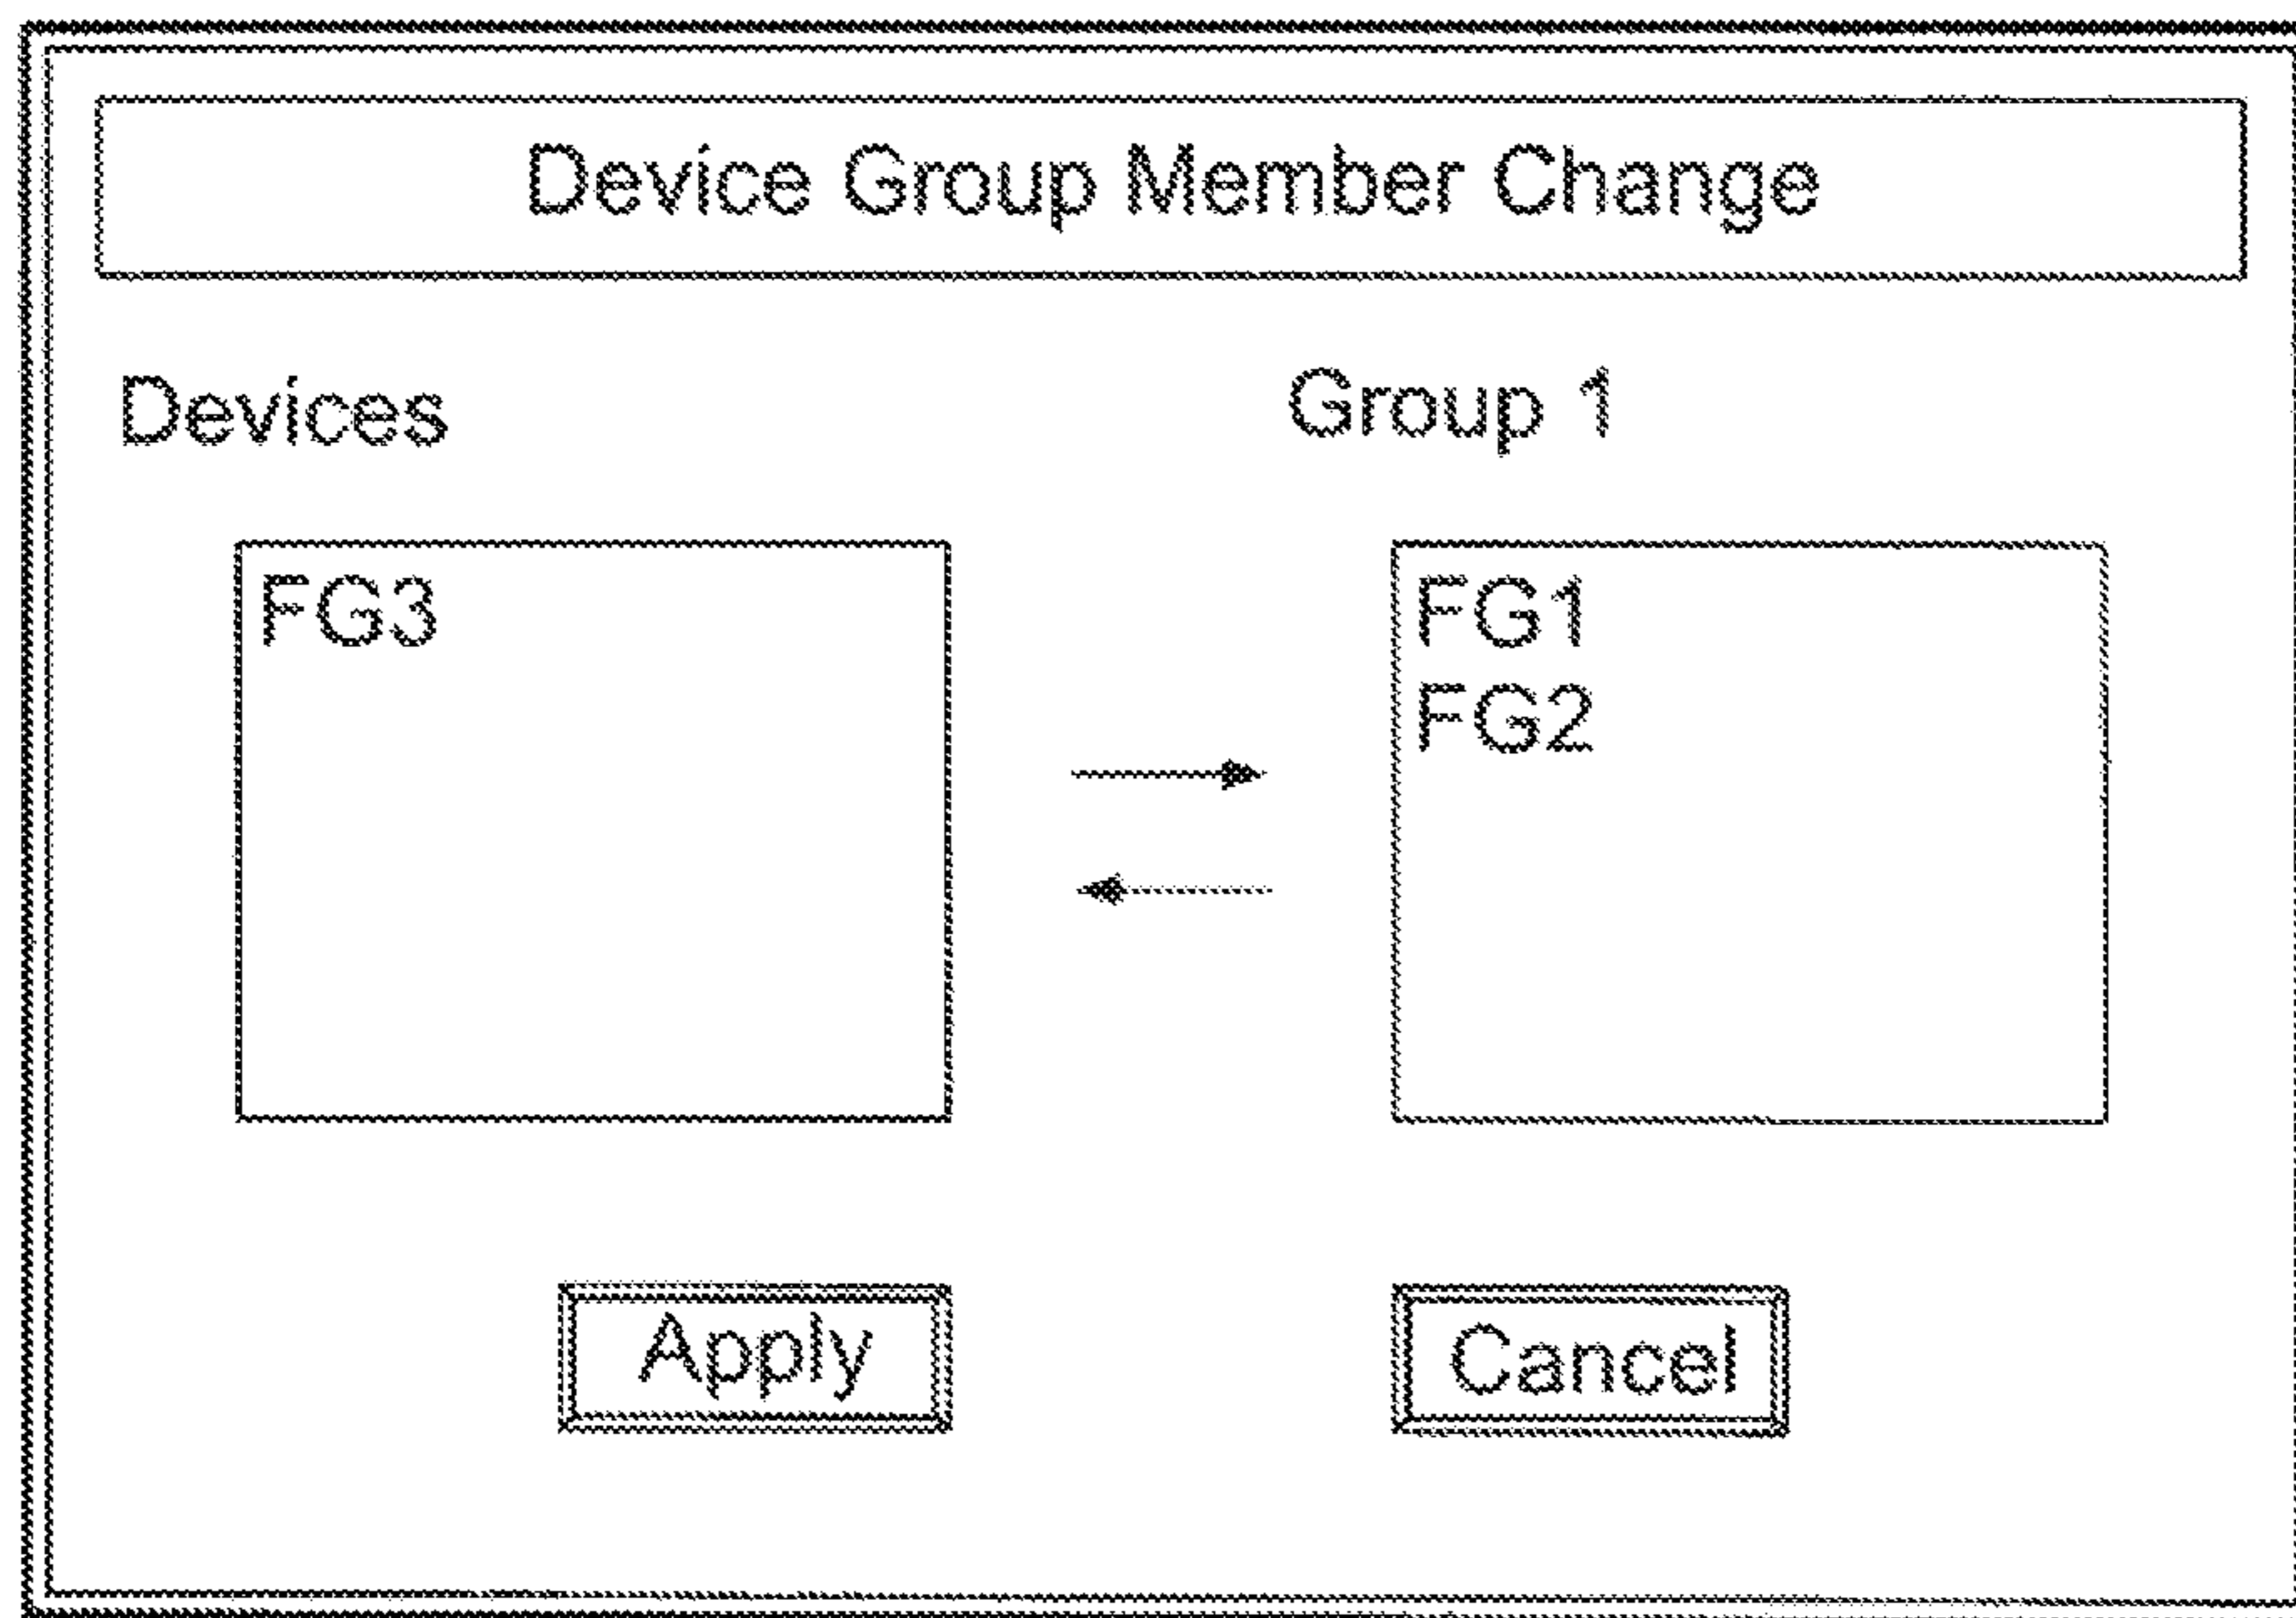 Device Group Member Change
Devices
Group 1
FG3
FG1
FG2
Apply
Cancel